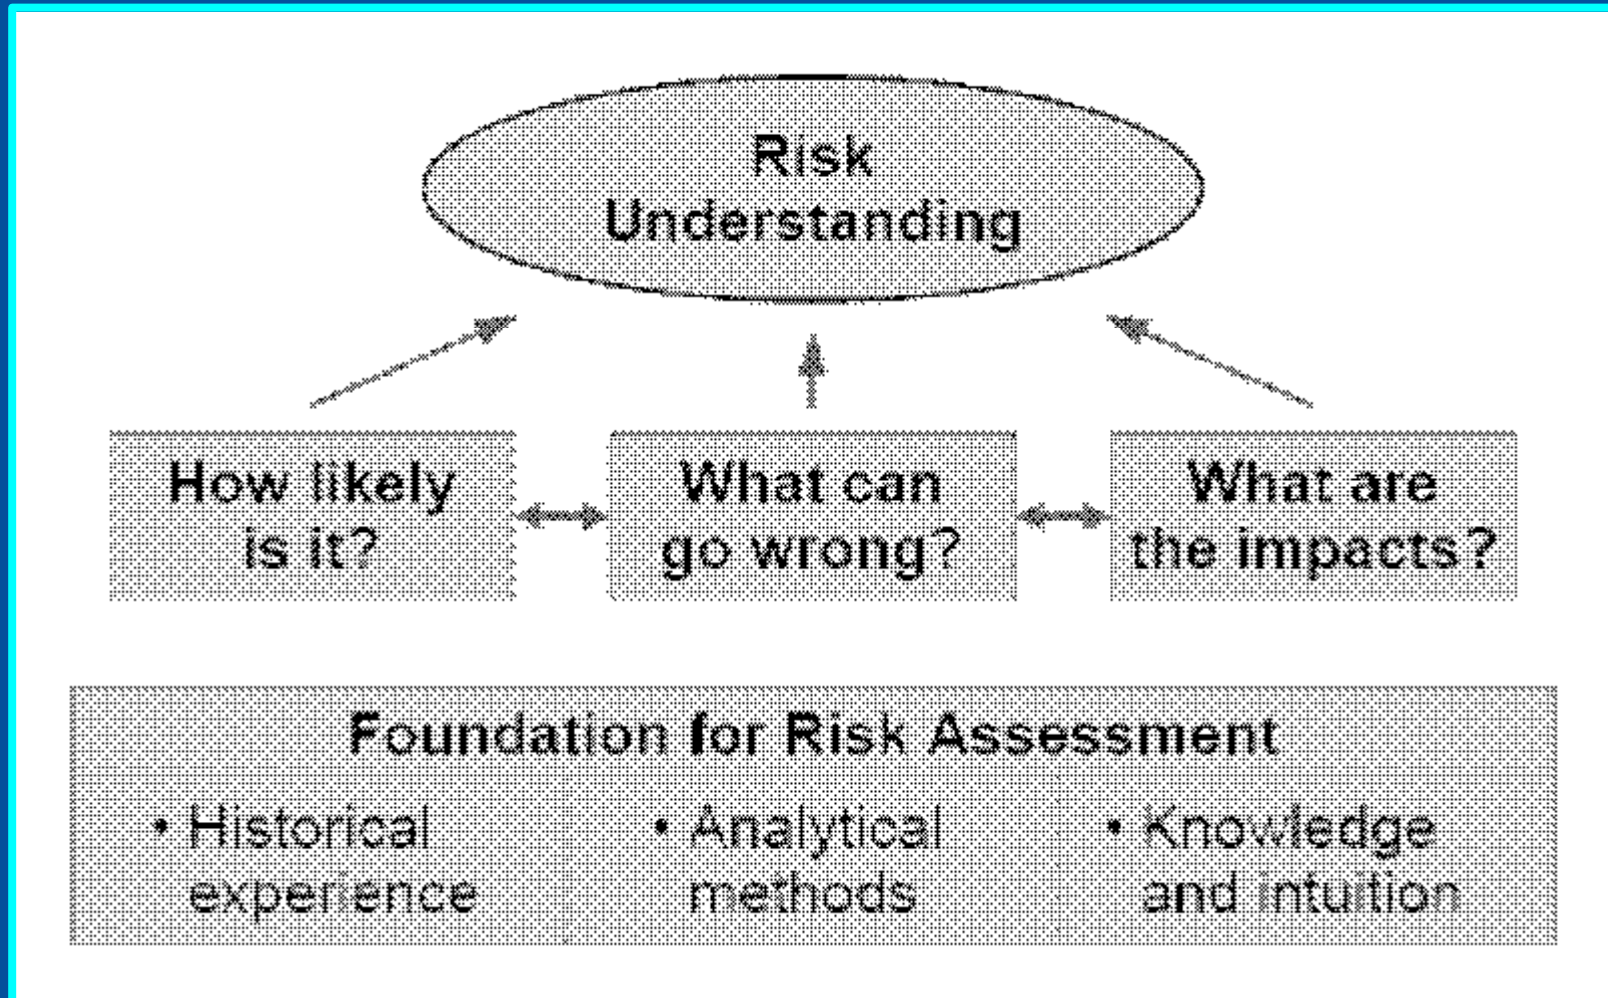 Risk
Understanding
How likely
is it?
What can
go wrong?
What are
the impacts?
Foundation for Risk Assessment
• Historical
experience
• Analytical
methods
• Knowledge
and intuition